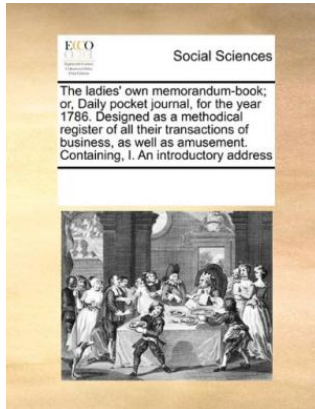 ECCO
Social Sciences
The ladies' own memorandum-book;
or, Daily pocket journal, for the year
1786. Designed as a methodical
register of all their transactions of
business, as well as amusement.
Containing, I. An introductory address